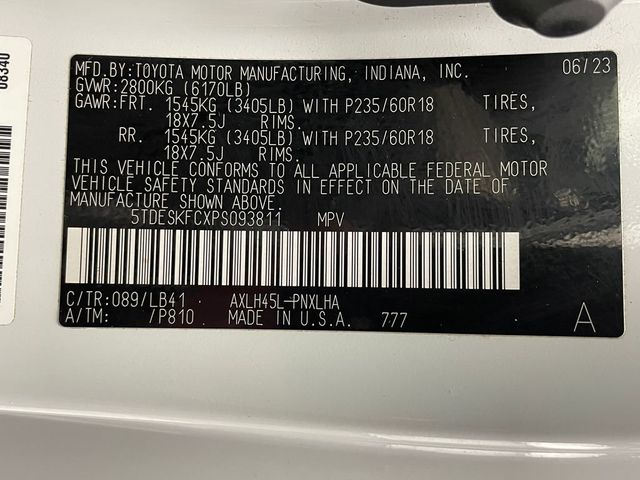 MFD.BY:TOYOTA MOTOR MANUFACTURING, INDIANA, INC. 06/23
GVWR:2800KG (6170LB)
GAWR:FRT. 1545KG (3405LB) WITH P235/60R18 TIRES,
18X7.5J RIMS.
RR. 1545KG (3405LB) WITH P235/60R18 TIRES,
18X7.5J RIMS.
THIS VEHICLE CONFORMS TO ALL APPLICABLE FEDERAL MOTOR
VEHICLE SAFETY STANDARDS IN EFFECT ON THE DATE OF
MANUFACTURE SHOWN ABOVE.
5TDESKFCXPS093811 MPV
C/TR:089/LB41 AXLH45L-PNXLHA
A/TM: /P810 MADE IN U.S.A. 777 A
08340